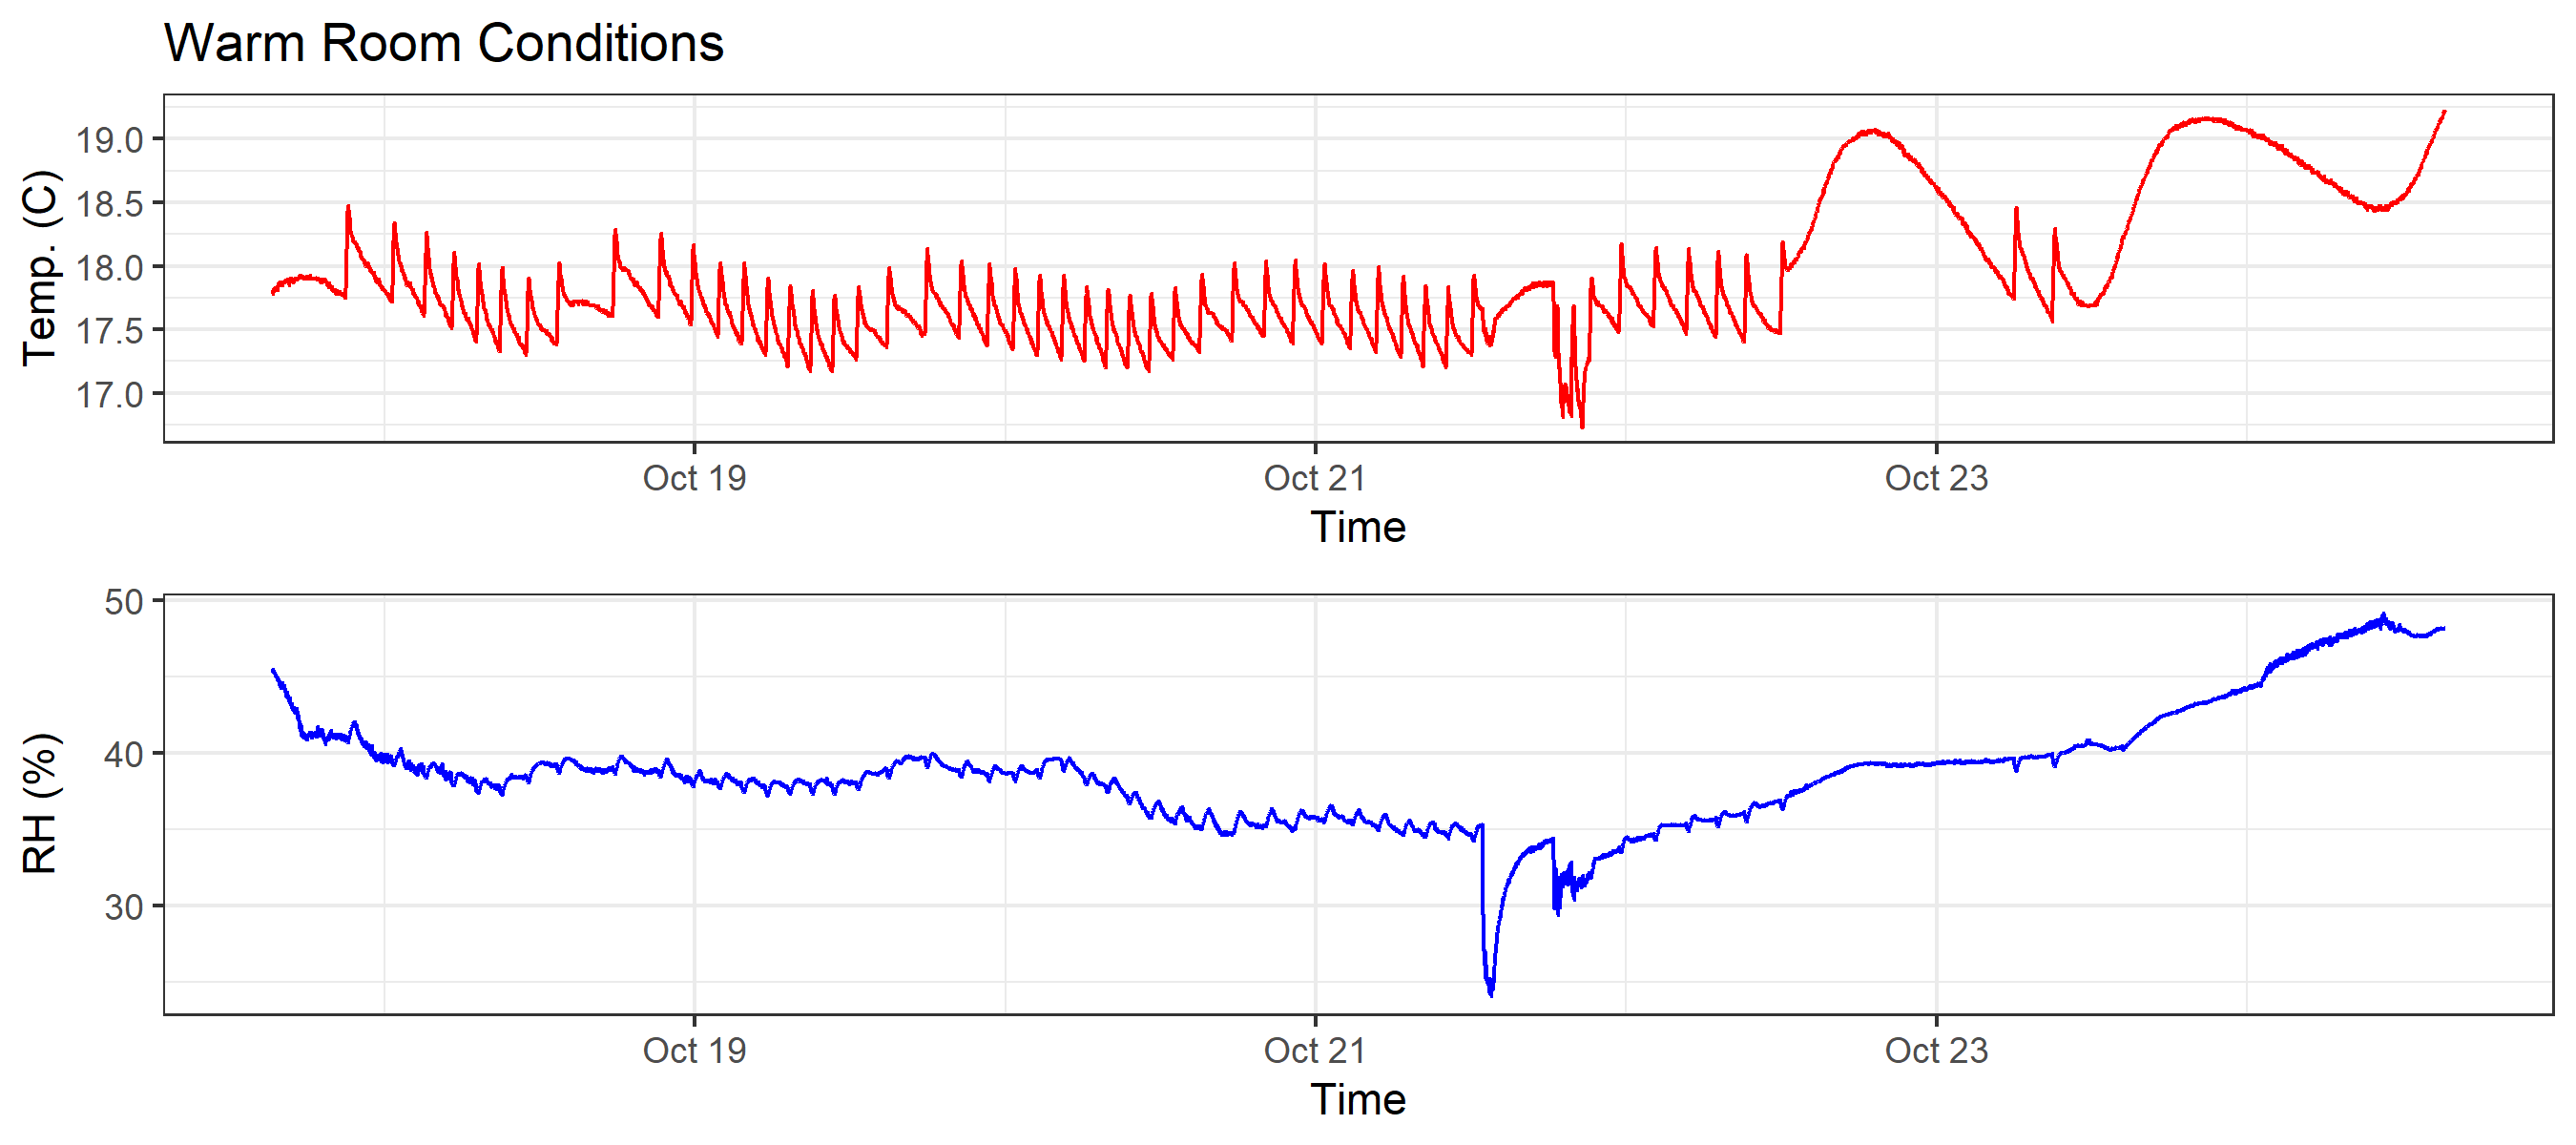 Warm Room Conditions
Temp. (C)
19.0
18.5
18.0
17.5
17.0
Oct 19 Oct 21 Oct 23
Time
RH (%)
50
40
30
Oct 19 Oct 21 Oct 23
Time